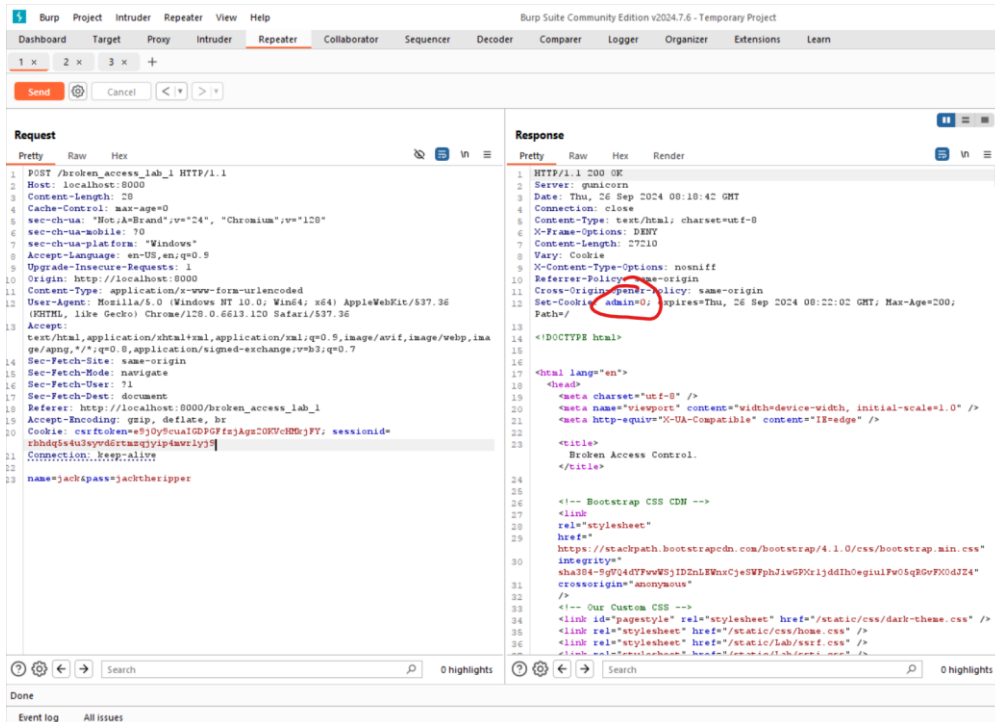 Burp Project Intruder Repeater View Help Burp Suite Community Edition v2024.7.6 - Temporary Project
Dashboard Target Proxy Intruder Repeater Collaborator Sequencer Decoder Comparer Logger Organizer Extensions Learn
1 × 2 × 3 × +
Send Cancel < >
Request
Pretty Raw Hex \n
1 POST /broken_access_lab_1 HTTP/1.1
2 Host: localhost:8000
3 Content-Length: 28
4 Cache-Control: max-age=0
5 sec-ch-ua: "Not;A=Brand";v="24", "Chromium";v="128"
6 sec-ch-ua-mobile: ?0
7 sec-ch-ua-platform: "Windows"
8 Accept-Language: en-US,en;q=0.9
9 Upgrade-Insecure-Requests: 1
10 Origin: http://localhost:8000
11 Content-Type: application/x-www-form-urlencoded
12 User-Agent: Mozilla/5.0 (Windows NT 10.0; Win64; x64) AppleWebKit/537.36
(KHTML, like Gecko) Chrome/128.0.6613.120 Safari/537.36
13 Accept:
text/html,application/xhtml+xml,application/xml;q=0.9,image/avif,image/webp,ima
ge/apng,*/*;q=0.8,application/signed-exchange;v=b3;q=0.7
14 Sec-Fetch-Site: same-origin
15 Sec-Fetch-Mode: navigate
16 Sec-Fetch-User: ?1
17 Sec-Fetch-Dest: document
18 Referer: http://localhost:8000/broken_access_lab_1
19 Accept-Encoding: gzip, deflate, br
20 Cookie: csrftoken= sessionid=
21 Connection: keep-alive
22
23 name=jack&pass=jacktheripper
Response
Pretty Raw Hex Render \n
1 HTTP/1.1 200 OK
2 Server: gunicorn
3 Date: Thu, 26 Sep 2024 08:18:42 GMT
4 Connection: close
5 Content-Type: text/html; charset=utf-8
6 X-Frame-Options: DENY
7 Content-Length: 27210
8 Vary: Cookie
9 X-Content-Type-Options: nosniff
10 Referrer-Policy: same-origin
11 Cross-Origin-Opener-Policy: same-origin
12 Set-Cookie: admin=0; expires=Thu, 26 Sep 2024 08:22:02 GMT; Max-Age=200;
Path=/
13
14 <!DOCTYPE html>
15
16
17 <html lang="en">
18 <head>
19 <meta charset="utf-8" />
20 <meta name="viewport" content="width=device-width, initial-scale=1.0" />
21 <meta http-equiv="X-UA-Compatible" content="IE=edge" />
22
23 <title>
Broken Access Control.
</title>
24
25
26 <!-- Bootstrap CSS CDN -->
27 <link
28 rel="stylesheet"
29 href="
https://stackpath.bootstrapcdn.com/bootstrap/4.1.0/css/bootstrap.min.css"
30 integrity="
31 crossorigin="anonymous"
32 />
33 <!-- Our Custom CSS -->
34 <link id="pagestyle" rel="stylesheet" href="/static/css/dark-theme.css" />
35 <link rel="stylesheet" href="/static/css/home.css" />
36 <link rel="stylesheet" href="/static/Lab/ssrf.css" />
Search 0 highlights
Search 0 highlights
Done
Event log All issues